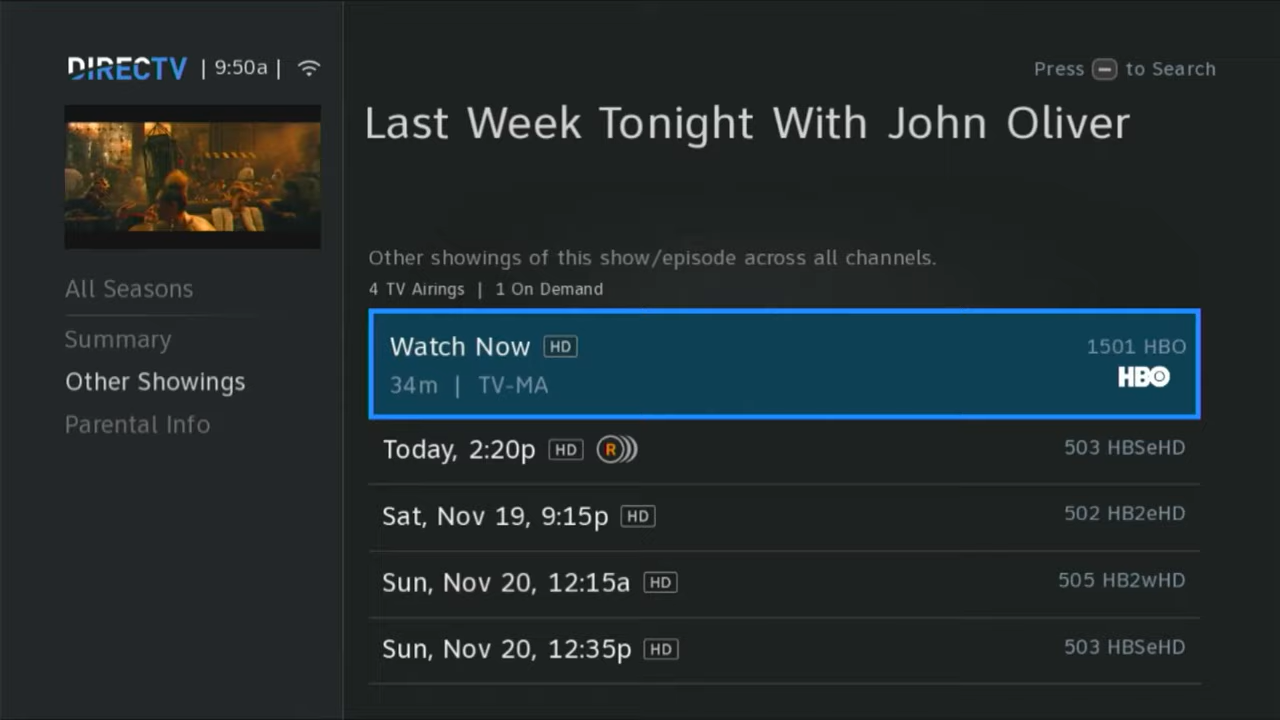 DIRECTV | 9:50a |
Press to Search
Last Week Tonight With John Oliver
All Seasons
Summary
Other Showings
Parental Info
Other showings of this show/episode across all channels.
4 TV Airings | 1 On Demand
Watch Now HD 1501 HBO
34m | TV-MA HBO
Today, 2:20p HD R 503 HBSeHD
Sat, Nov 19, 9:15p HD 502 HB2eHD
Sun, Nov 20, 12:15a HD 505 HB2wHD
Sun, Nov 20, 12:35p HD 503 HBSeHD